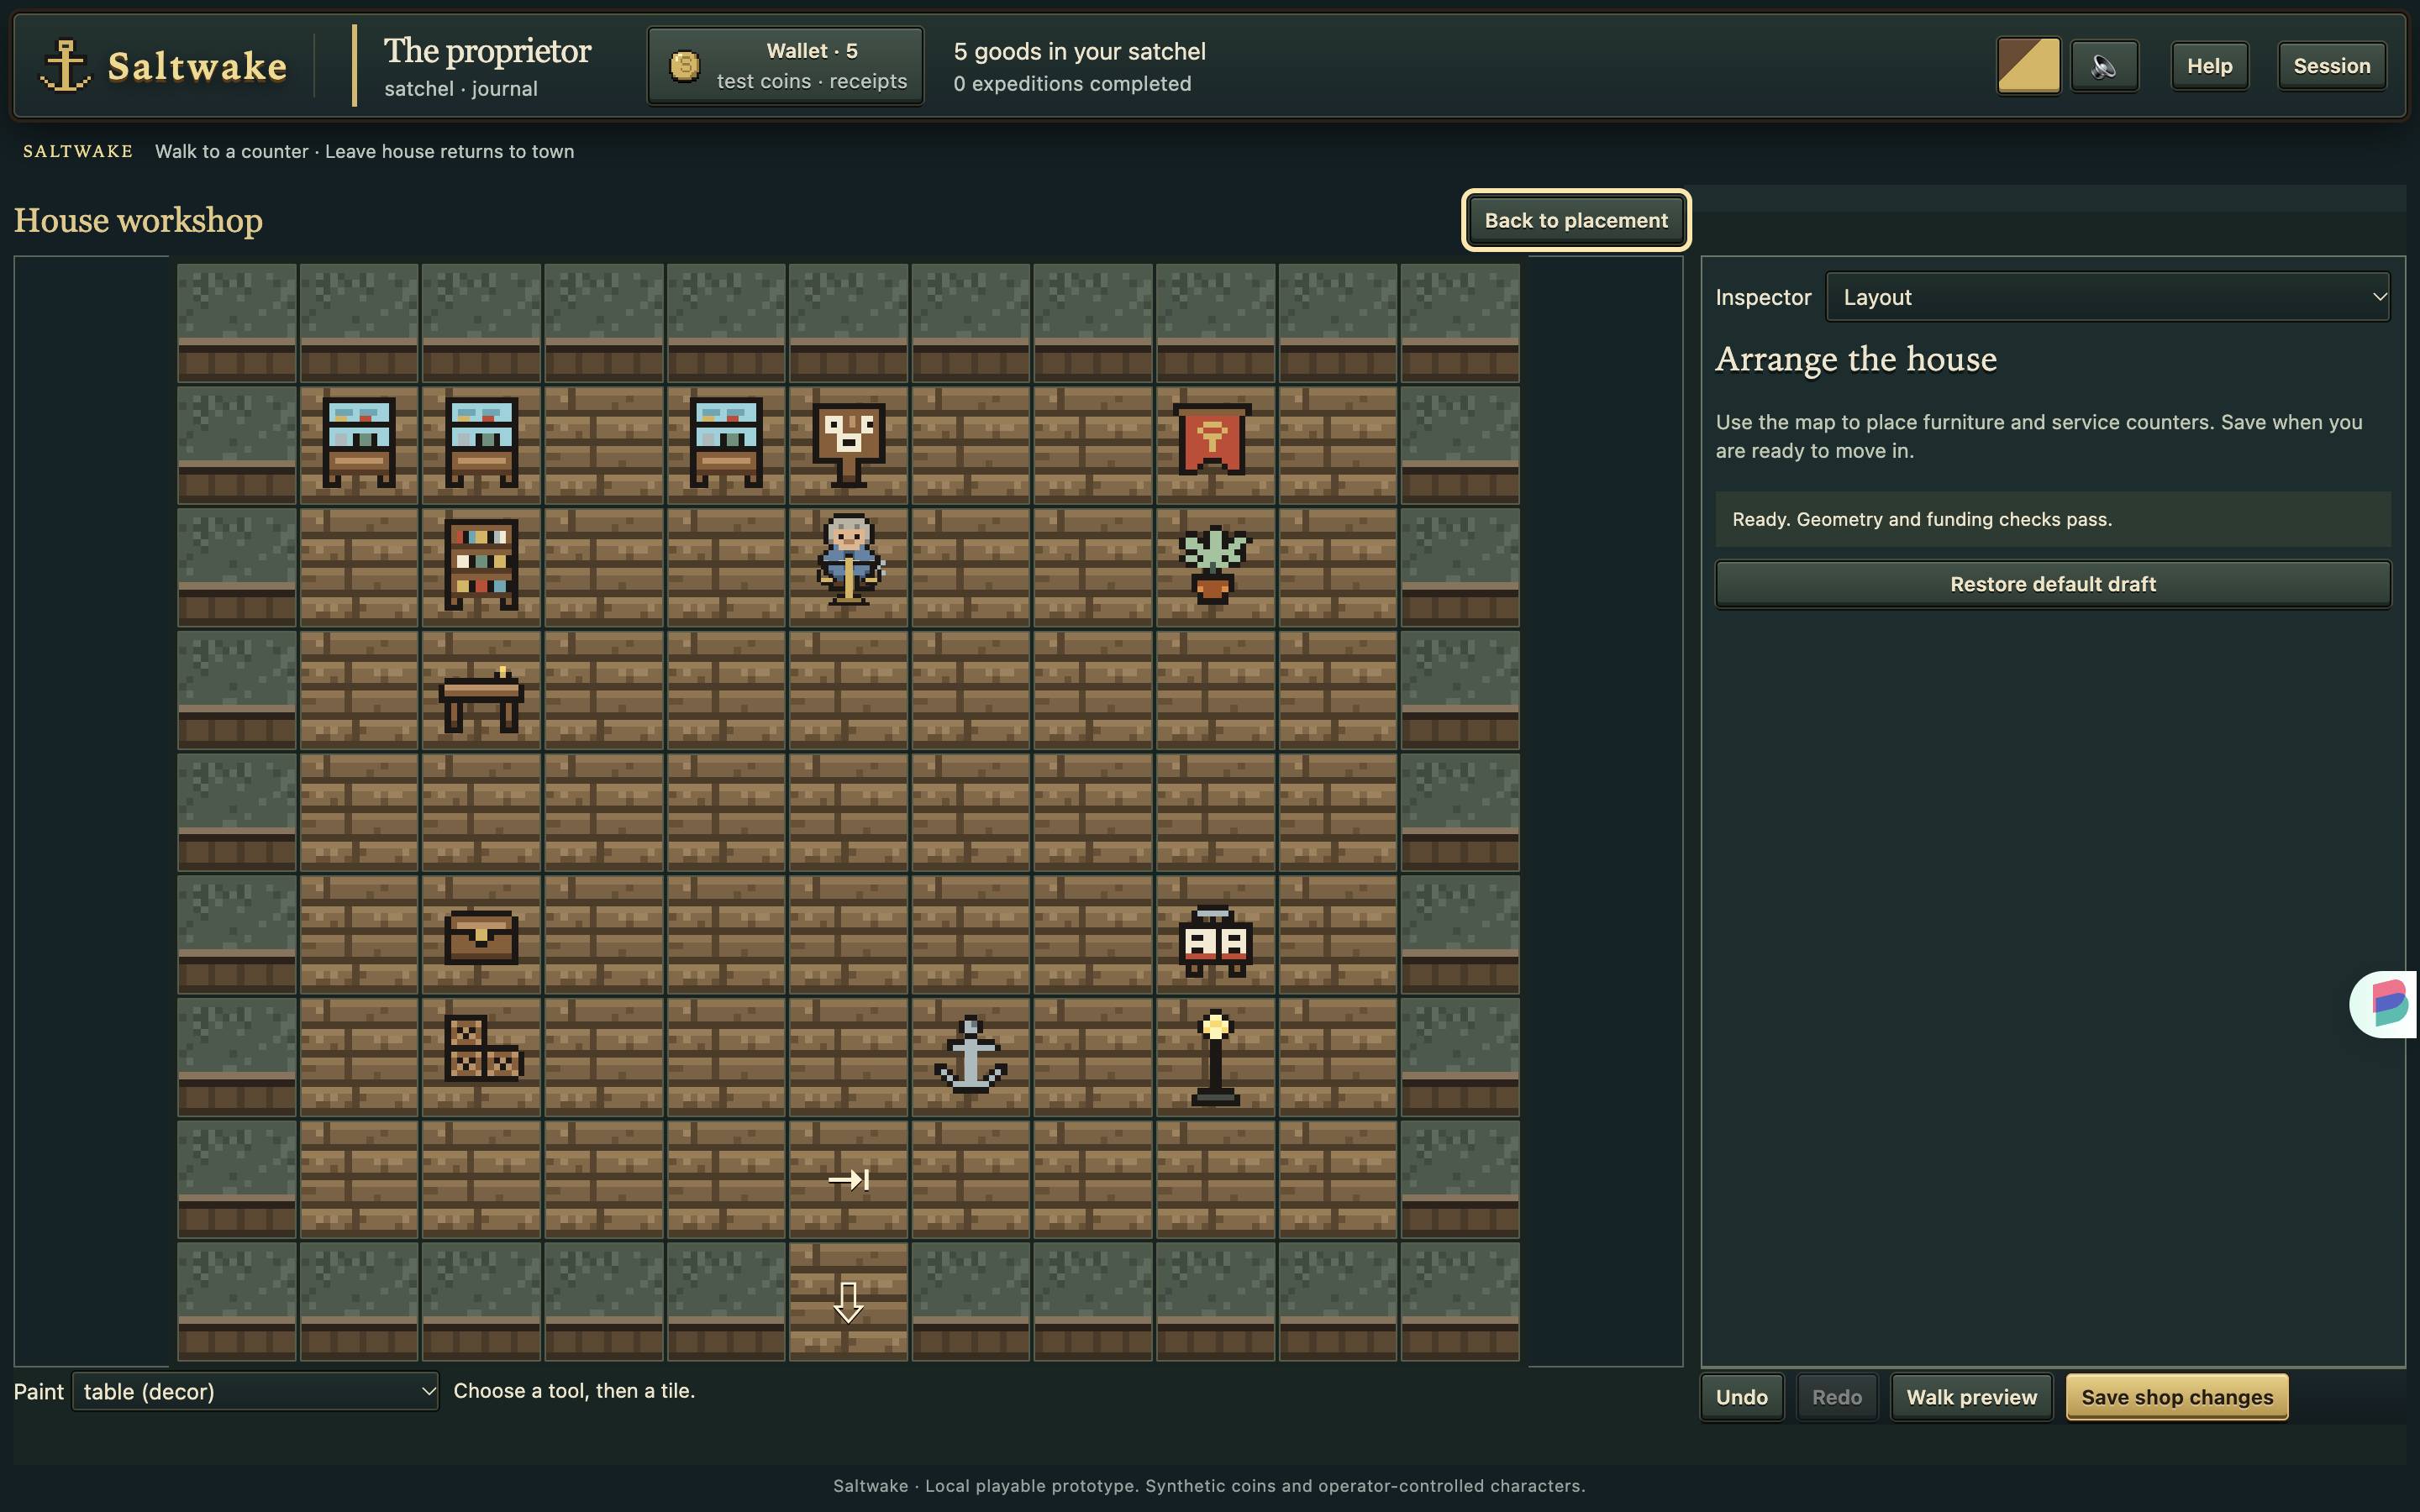 Saltwake
The proprietor
satchel · journal
Wallet · 5
test coins · receipts
5 goods in your satchel
0 expeditions completed
Help
Session
SALTWAKE Walk to a counter · Leave house returns to town
House workshop
Back to placement
Inspector Layout
Arrange the house
Use the map to place furniture and service counters. Save when you
are ready to move in.
Ready. Geometry and funding checks pass.
Restore default draft
Paint table (decor) Choose a tool, then a tile.
Undo Redo Walk preview Save shop changes
Saltwake · Local playable prototype. Synthetic coins and operator-controlled characters.